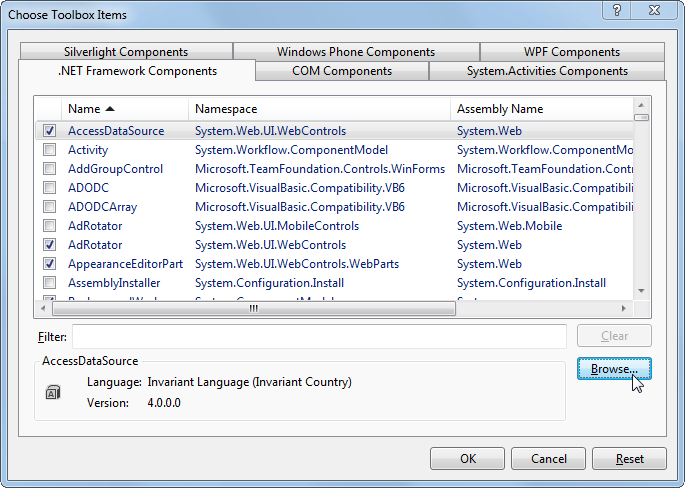 Choose Toolbox Items
Silverlight Components Windows Phone Components WPF Components
.NET Framework Components COM Components System.Activities Components
Name Namespace Assembly Name
AccessDataSource System.Web.UI.WebControls System.Web
Activity System.Workflow.ComponentModel System.Workflow.ComponentMo
AddGroupControl Microsoft.TeamFoundation.Controls.WinForms Microsoft.TeamFoundation.Contr
ADODC Microsoft.VisualBasic.Compatibility.VB6 Microsoft.VisualBasic.Compatibili
ADODCArray Microsoft.VisualBasic.Compatibility.VB6 Microsoft.VisualBasic.Compatibili
AdRotator System.Web.UI.MobileControls System.Web.Mobile
AdRotator System.Web.UI.WebControls System.Web
AppearanceEditorPart System.Web.UI.WebControls.WebParts System.Web
AssemblyInstaller System.Configuration.Install System.Configuration.Install
Filter: Clear
AccessDataSource
Browse...
Language: Invariant Language (Invariant Country)
Version: 4.0.0.0
OK Cancel Reset